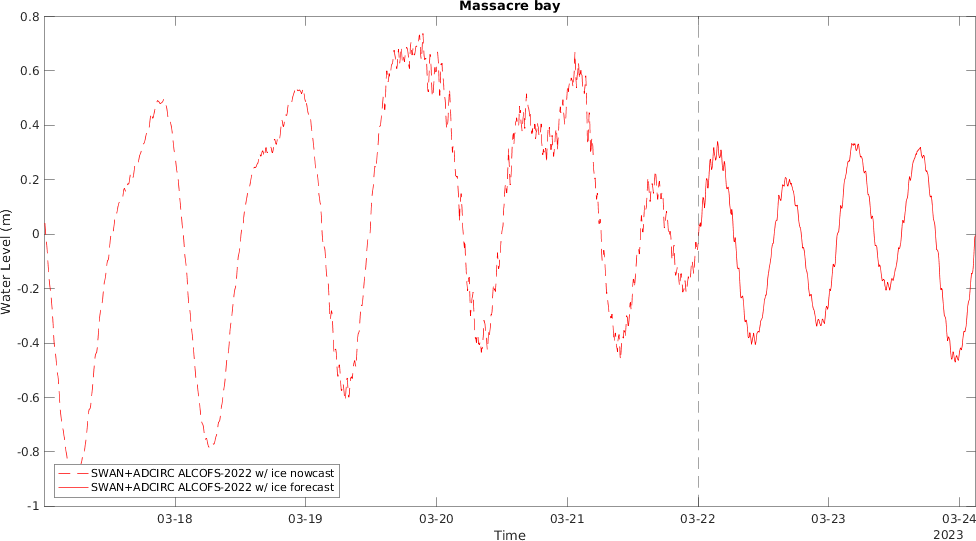 Massacre bay
0.8
0.6
0.4
0.2
0
-0.2
-0.4
-0.6
-0.8
-1
Water Level (m)
SWAN+ADCIRC ALCOFS-2022 w/ ice nowcast
SWAN+ADCIRC ALCOFS-2022 w/ ice forecast
03-18 03-19 03-20 03-21 03-22 03-23 03-24
Time
2023